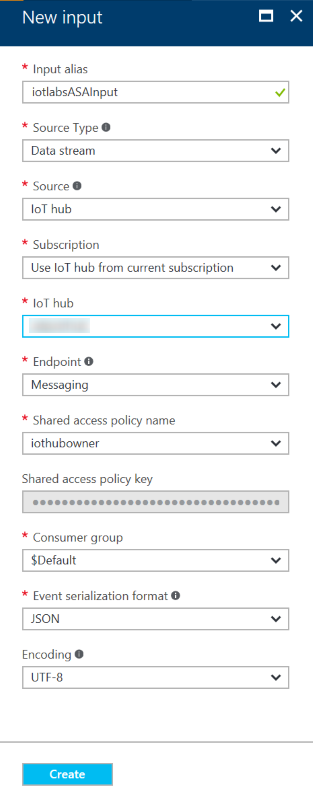 New input
* Input alias
iotlabsASAInput
* Source Type
Data stream
* Source
IoT hub
* Subscription
Use IoT hub from current subscription
* IoT hub
* Endpoint
Messaging
* Shared access policy name
iothubowner
Shared access policy key
* Consumer group
$Default
* Event serialization format
JSON
Encoding
UTF-8
Create